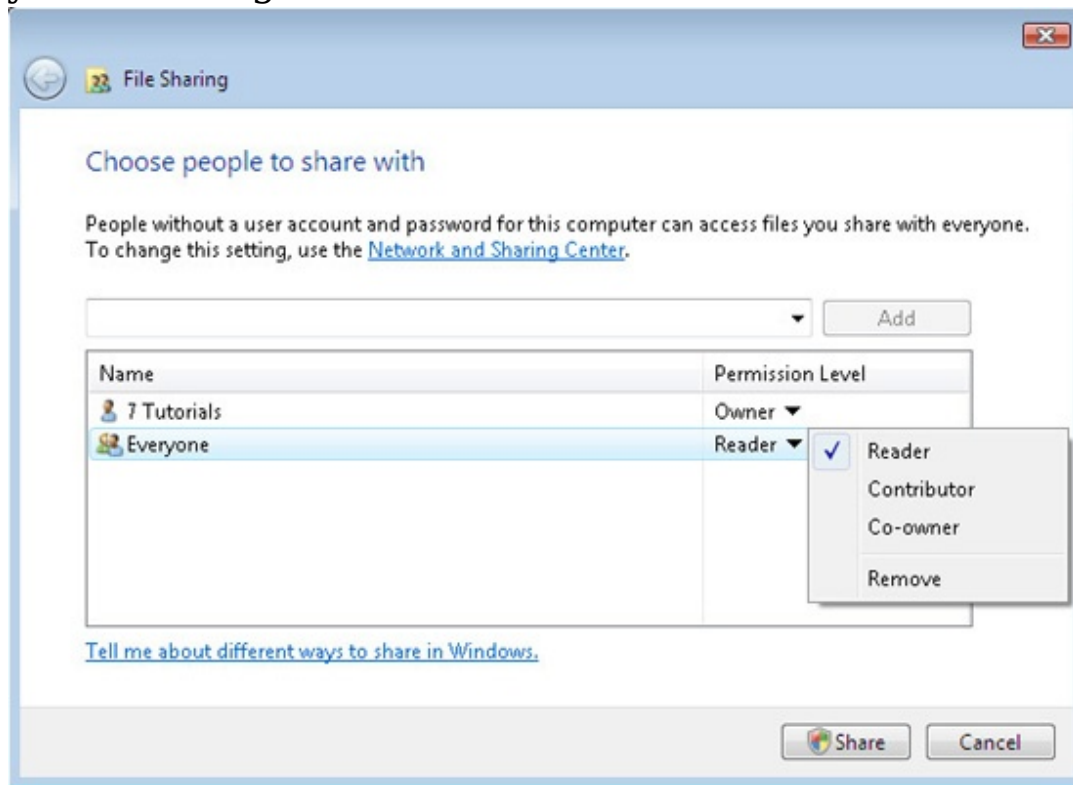 File Sharing
Choose people to share with
People without a user account and password for this computer can access files you share with everyone.
To change this setting, use the Network and Sharing Center.
Add
Name Permission Level
7 Tutorials Owner
Everyone Reader
Reader
Contributor
Co-owner
Remove
Tell me about different ways to share in Windows.
Share Cancel